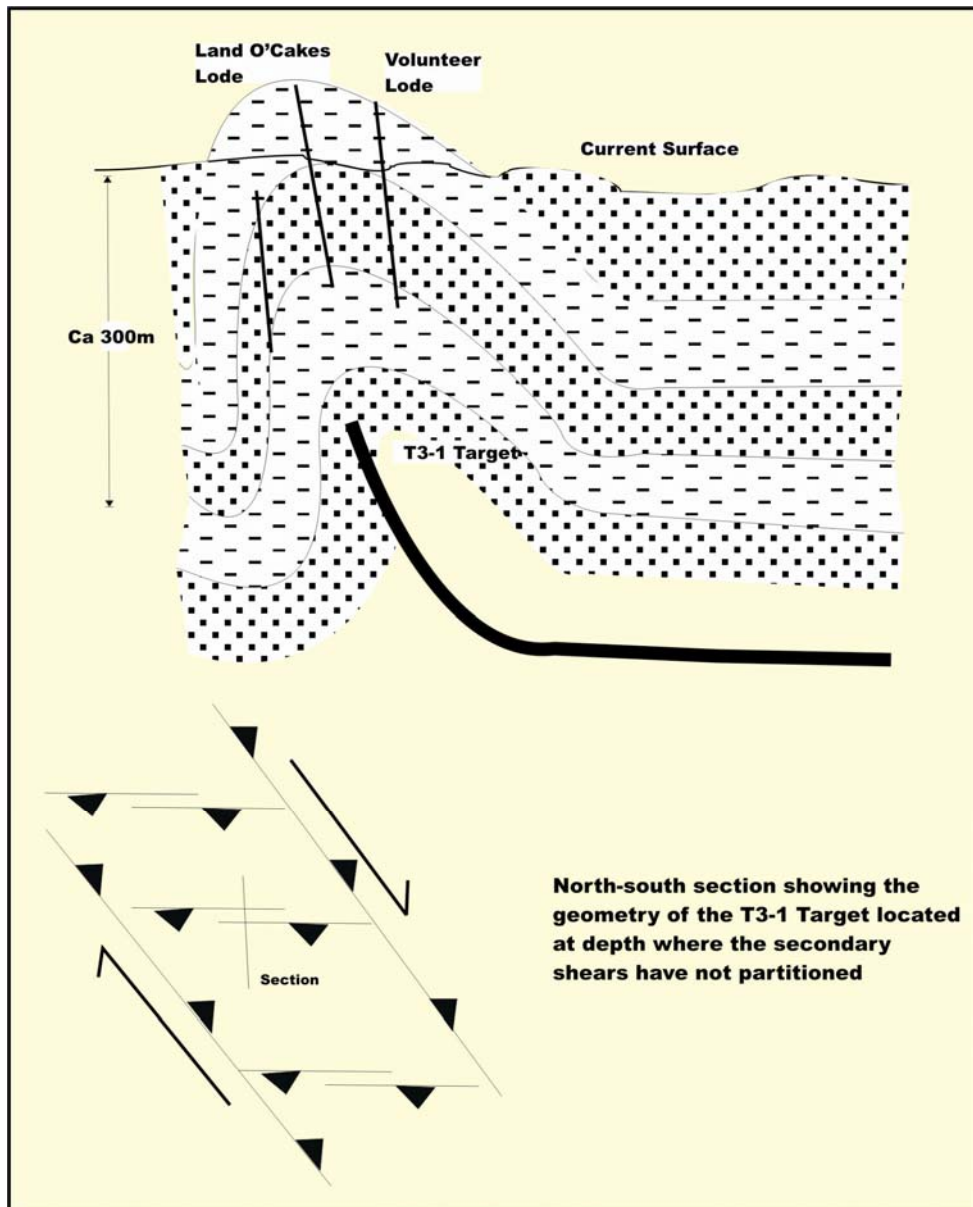 Land O'Cakes
Lode
Volunteer
Lode
Current Surface
Ca 300m
T3-1 Target
Section
North-south section showing the
geometry of the T3-1 Target located
at depth where the secondary
shears have not partitioned